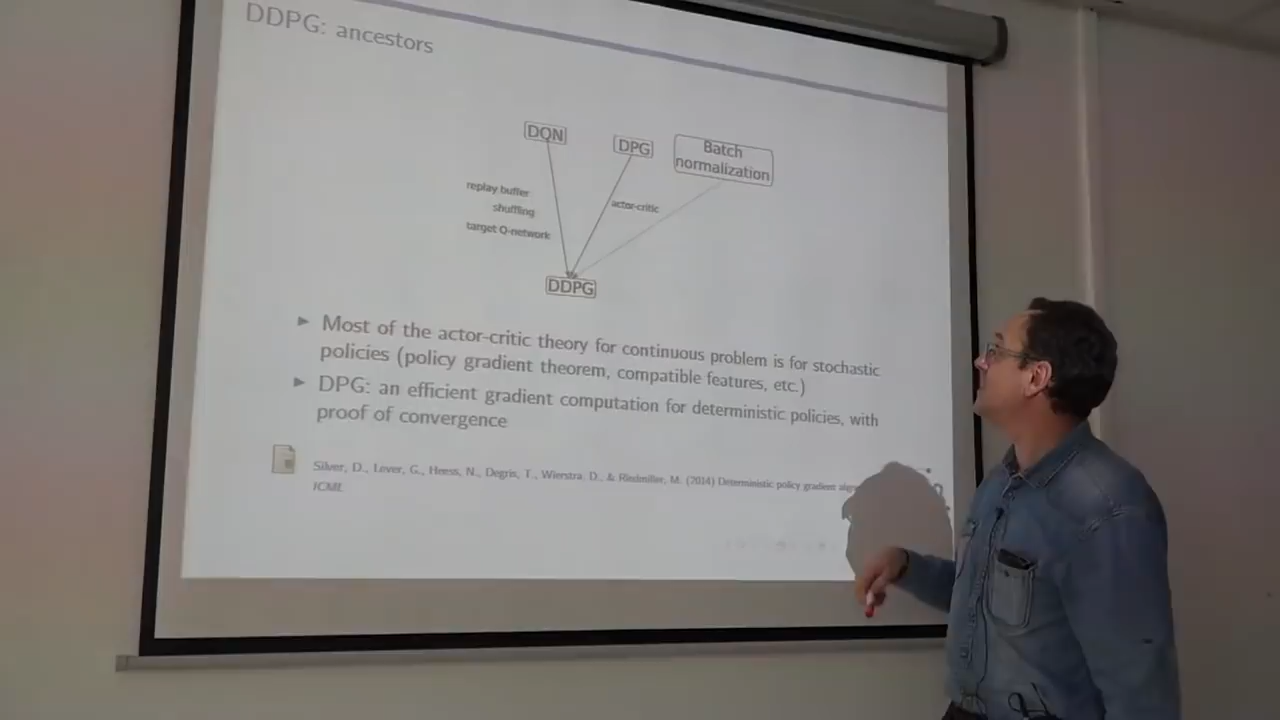 DDPG: ancestors
DQN
DPG
Batch
normalization
replay buffer
shuffling
target Q-network
actor-critic
DDPG
► Most of the actor-critic theory for continuous problem is for stochastic
policies (policy gradient theorem, compatible features, etc.)
► DPG: an efficient gradient computation for deterministic policies, with
proof of convergence
Silver, D., Lever, G., Heess, N., Degris, T., Wierstra, D., & Riedmiller, M. (2014) Deterministic policy gradient
ICML